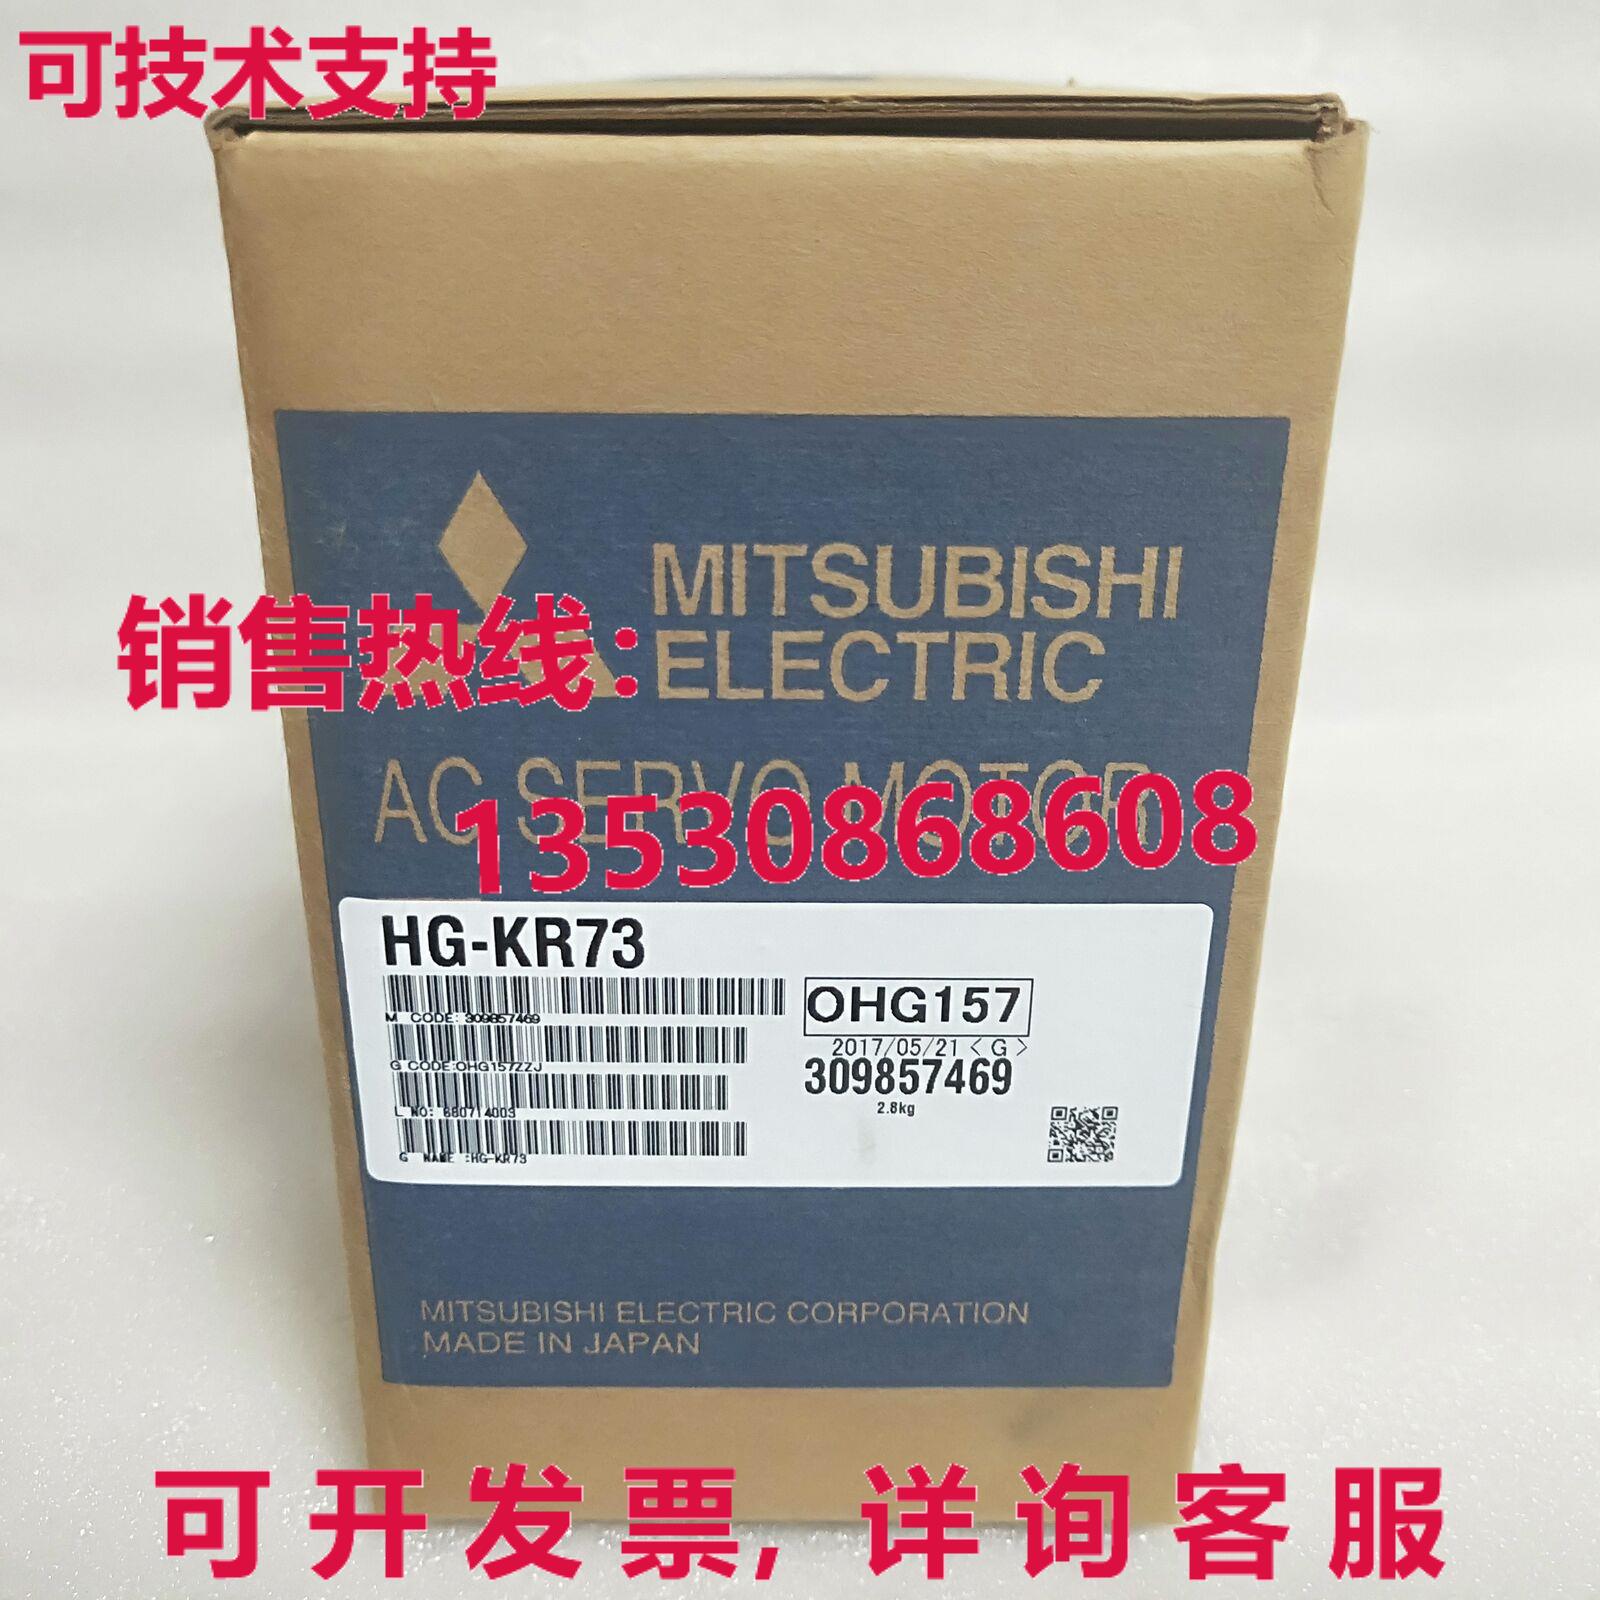 可技术支持
MITSUBISHI
ELECTRIC
销售热线:
AC SERVO MOTOR
13530868608
HG-KR73
M CODE: 309857469
G CODE:OHG157ZZJ
L NO: 680714003
G NAME :HG-KR73
OHG157
2017/05/21 < G >
309857469
2.8kg
MITSUBISHI ELECTRIC CORPORATION
MADE IN JAPAN
可开发票, 详询客服